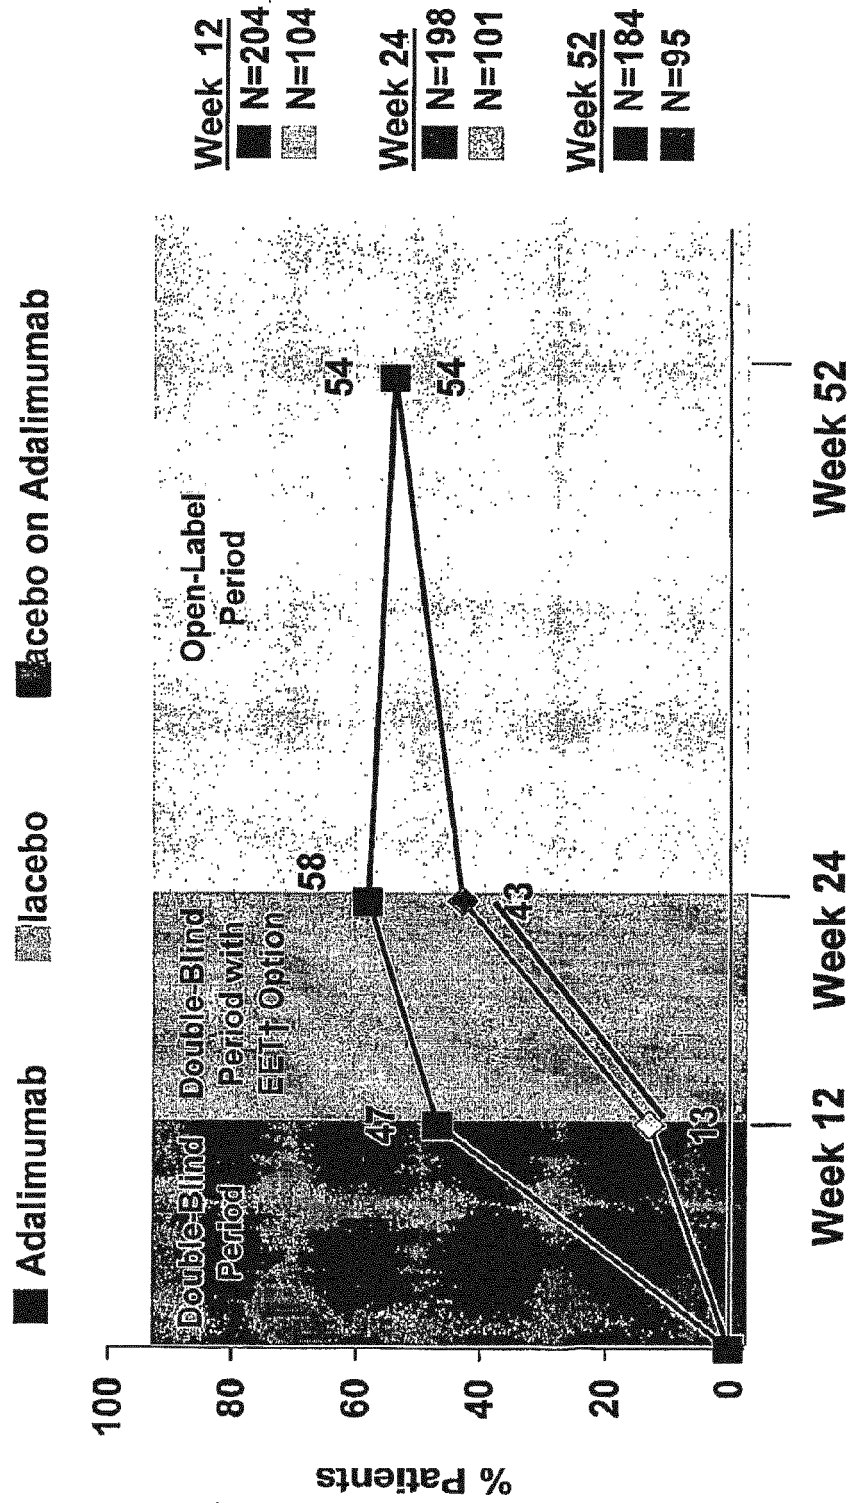 Adalimumab
lacebo
acebo on Adalimumab
% Patients
100
80
60
40
20
0
Double-Blind
Period
Double-Blind
Period with
EET† Option
Open-Label
Period
47
13
58
43
54
54
Week 12
Week 24
Week 52
Week 12
N=204
N=104
Week 24
N=198
N=101
Week 52
N=184
N=95